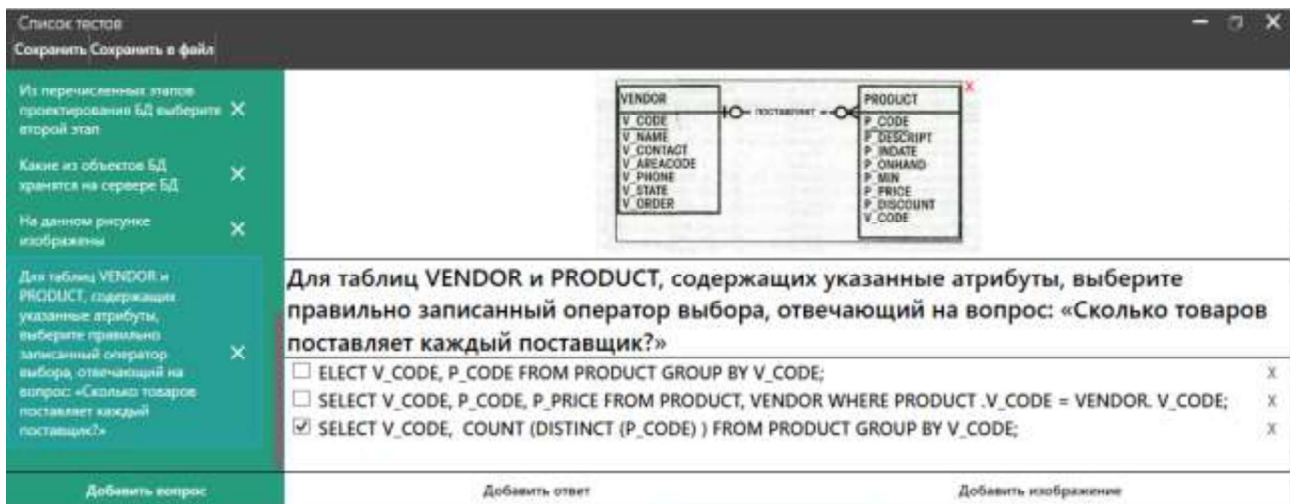 Список тестов
Сохранить Сохранить в файл
Из перечисленных этапов
проектирования БД выберите
второй этап
X
Какие из объектов БД
хранятся на сервере БД
X
На данном рисунке
изображены
X
Для таблиц VENDOR и
PRODUCT, содержащих
указанные атрибуты,
выберите правильно
записанный оператор
выбора, отвечающий на
вопрос: «Сколько товаров
поставляет каждый
поставщик?»
X
Добавить вопрос
X
VENDOR
V_CODE
V_NAME
V_CONTACT
V_AREACODE
V_PHONE
V_STATE
V_ORDER
поставляет
PRODUCT
P_CODE
P_DESCRIPT
P_INDATE
P_ONHAND
P_MIN
P_PRICE
P_DISCOUNT
V_CODE
Для таблиц VENDOR и PRODUCT, содержащих указанные атрибуты, выберите
правильно записанный оператор выбора, отвечающий на вопрос: «Сколько товаров
поставляет каждый поставщик?»
ELECT V_CODE, P_CODE FROM PRODUCT GROUP BY V_CODE; X
SELECT V_CODE, P_CODE, P_PRICE FROM PRODUCT, VENDOR WHERE PRODUCT .V_CODE = VENDOR. V_CODE; X
SELECT V_CODE, COUNT (DISTINCT (P_CODE) ) FROM PRODUCT GROUP BY V_CODE; X
Добавить ответ
Добавить изображение